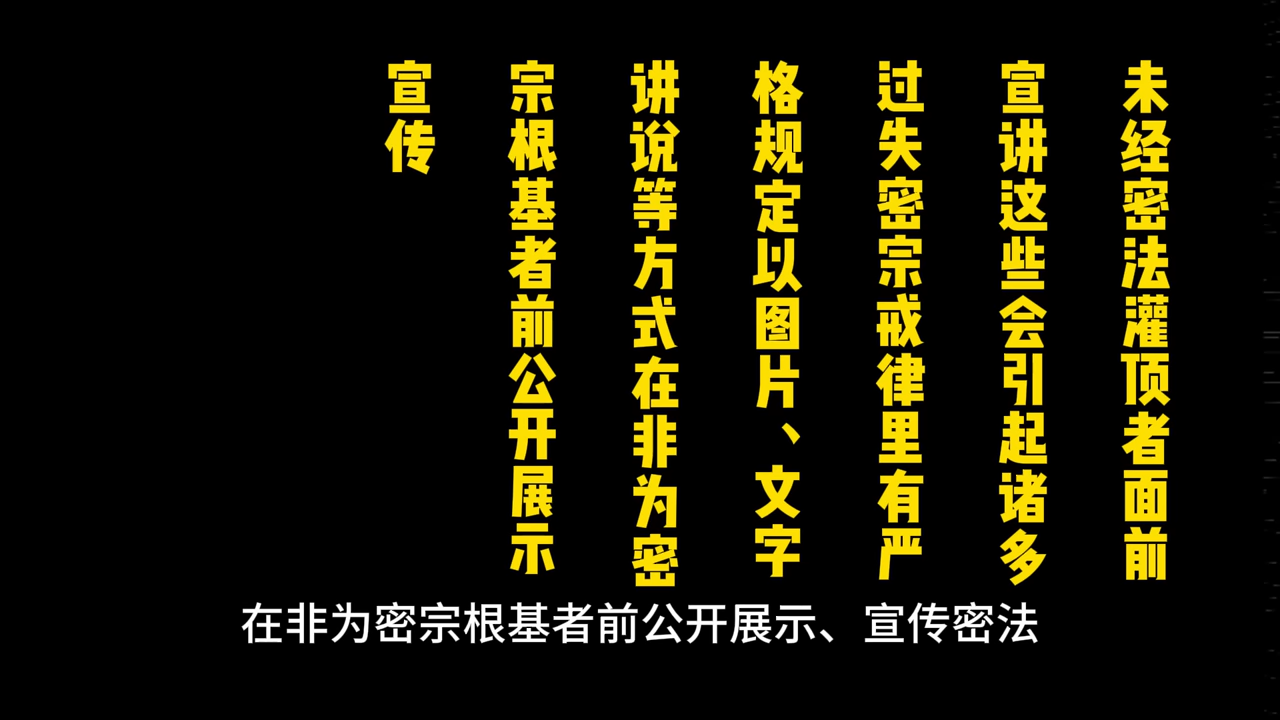 未经密法灌顶者面前
宣讲这些会引起诸多
过失密宗戒律里有严
格规定以图片、文字
讲说等方式在非为密
宗根基者前公开展示
宣传
在非为密宗根基者前公开展示、宣传密法